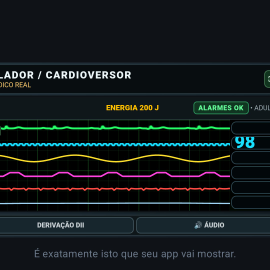 LADOR / CARDIOVERSOR
DICO REAL
ENERGIA 200 J
ALARMES OK • ADUL
98
DERIVAÇÃO DII
🔊 ÁUDIO
É exatamente isto que seu app vai mostrar.